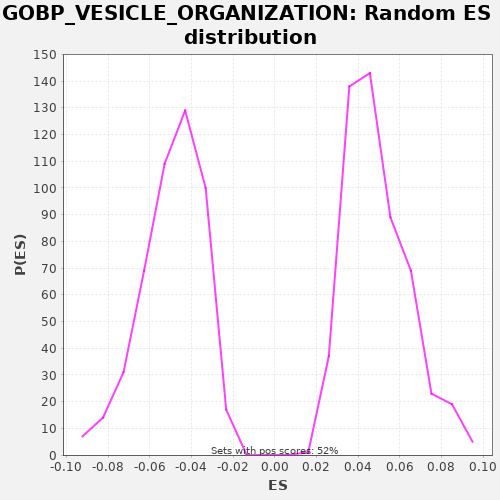 GOBP_VESICLE_ORGANIZATION: Random ES
distribution
150
140
130
120
110
100
90
80
70
60
50
40
30
20
10
0
P(ES)
Sets with pos scores: 52%
-0.10 -0.08 -0.06 -0.04 -0.02 0.00 0.02 0.04 0.06 0.08 0.10
ES